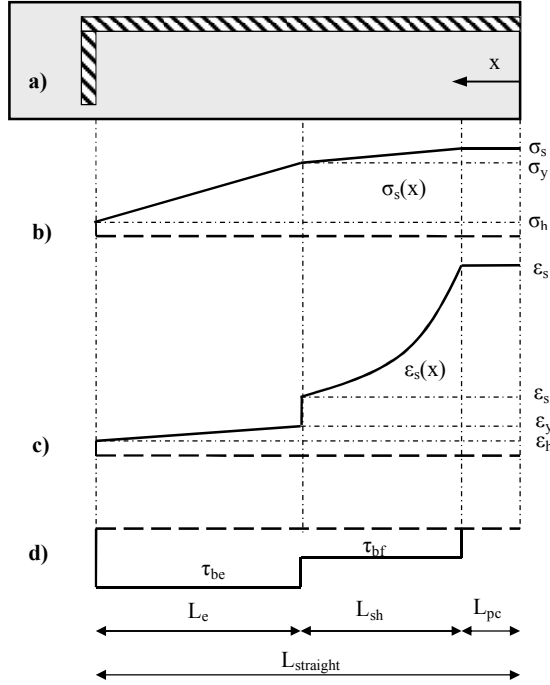 a)
x
σs
σy
σs(x)
σh
b)
εs
εs(x)
εs
εy
εh
c)
d)
τbe
τbf
Le
Lsh
Lpc
Lstraight